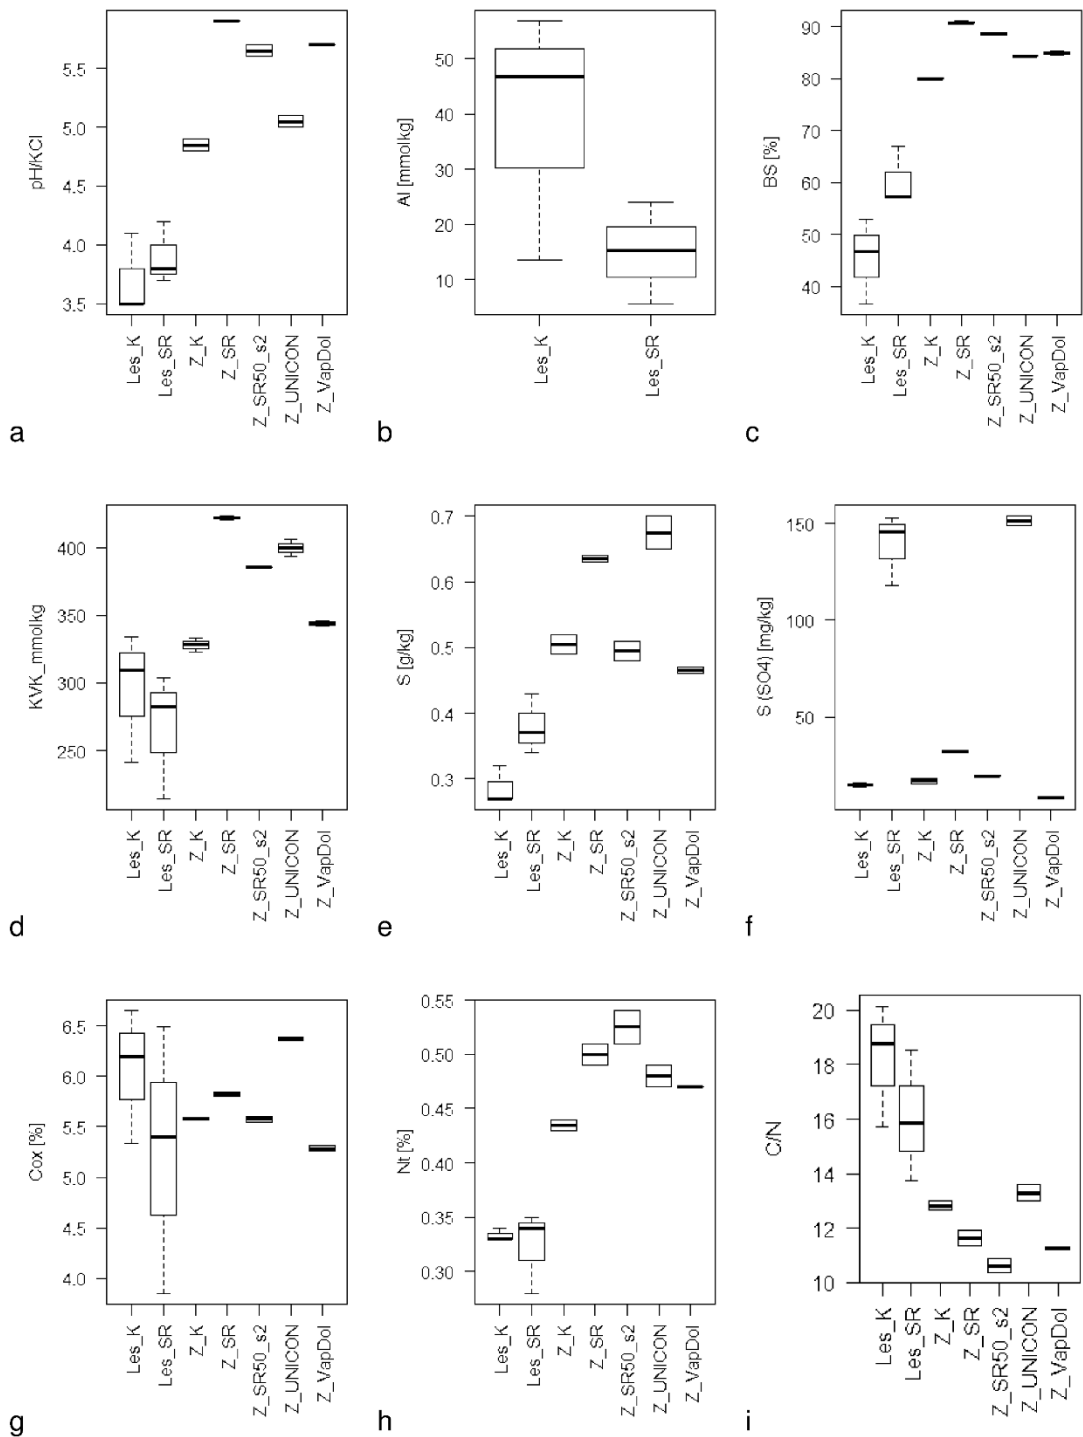 pH/KCl
5.5
5.0
4.5
4.0
3.5
Les_K
Les_SR
Z_K
Z_SR
Z_SR50_s2
Z_UNICON
Z_VapDol
a
Al [mmolkg]
50
40
30
20
10
Les_K
Les_SR
b
BS [%]
90
80
70
60
50
40
Les_K
Les_SR
Z_K
Z_SR
Z_SR50_s2
Z_UNICON
Z_VapDol
c
KVK_mmolkg
400
350
300
250
Les_K
Les_SR
Z_K
Z_SR
Z_SR50_s2
Z_UNICON
Z_VapDol
d
S [g/kg]
0.7
0.6
0.5
0.4
0.3
Les_K
Les_SR
Z_K
Z_SR
Z_SR50_s2
Z_UNICON
Z_VapDol
e
S (SO4) [mg/kg]
150
100
50
Les_K
Les_SR
Z_K
Z_SR
Z_SR50_s2
Z_UNICON
Z_VapDol
f
Cox [%]
6.5
6.0
5.5
5.0
4.5
4.0
Les_K
Les_SR
Z_K
Z_SR
Z_SR50_s2
Z_UNICON
Z_VapDol
g
Nt [%]
0.55
0.50
0.45
0.40
0.35
0.30
Les_K
Les_SR
Z_K
Z_SR
Z_SR50_s2
Z_UNICON
Z_VapDol
h
C/N
20
18
16
14
12
10
Les_K
Les_SR
Z_K
Z_SR
Z_SR50_s2
Z_UNICON
Z_VapDol
i